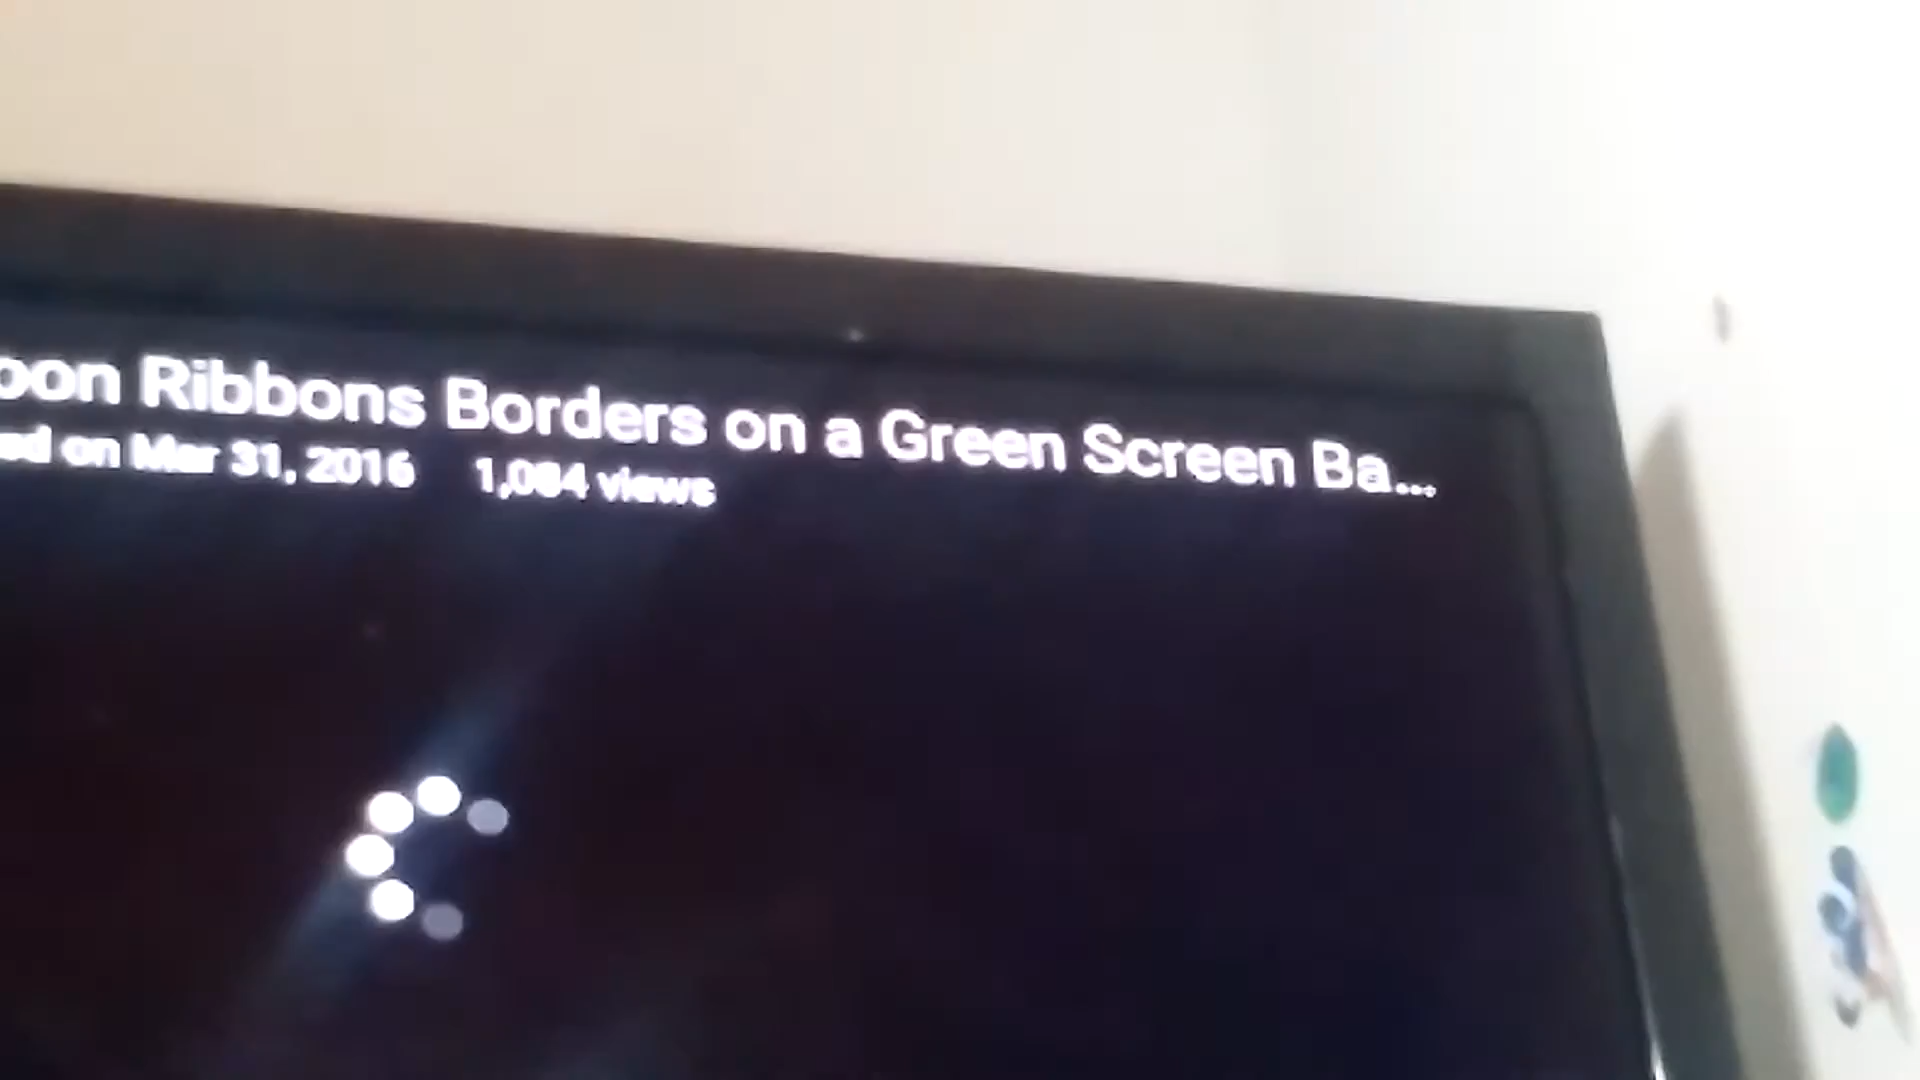 oon Ribbons Borders on a Green Screen Ba...
ed on Mar 31, 2016 1,084 views